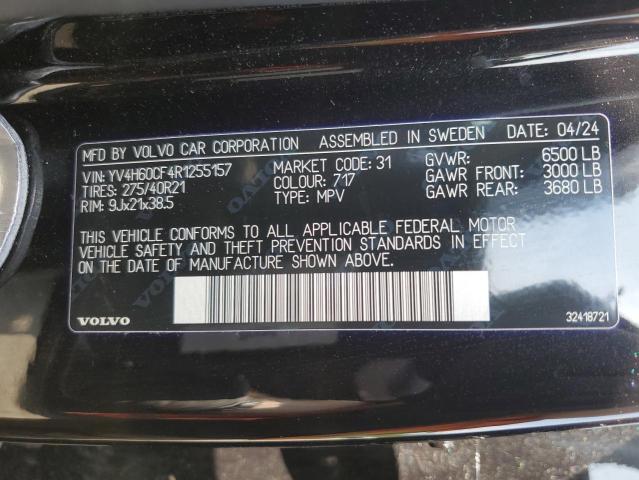 MFD BY VOLVO CAR CORPORATION ASSEMBLED IN SWEDEN DATE: 04/24
VIN: YV4H60CF4R1255157 MARKET CODE: 31 GVWR: 6500 LB
TIRES: 275/40R21 COLOUR: 717 GAWR FRONT: 3000 LB
RIM: 9Jx21x38.5 TYPE: MPV GAWR REAR: 3680 LB
THIS VEHICLE CONFORMS TO ALL APPLICABLE FEDERAL MOTOR
VEHICLE SAFETY AND THEFT PREVENTION STANDARDS IN EFFECT
ON THE DATE OF MANUFACTURE SHOWN ABOVE.
VOLVO 32418721